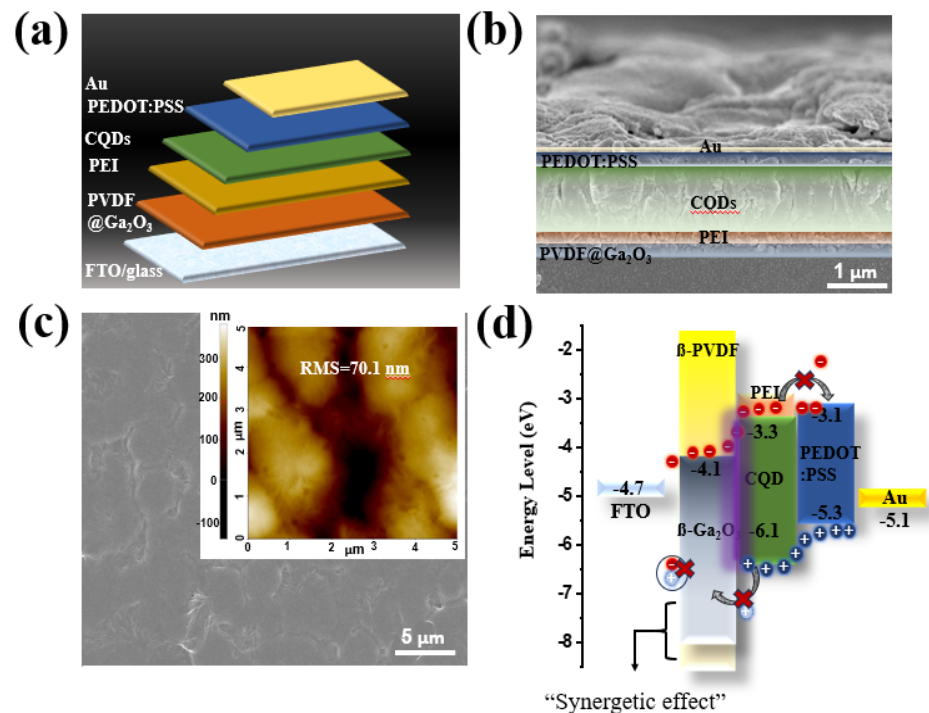 (a)
Au
PEDOT:PSS
CQDs
PEI
PVDF
@Ga₂O₃
FTO/glass
(b)
Au
PEDOT:PSS
CQDs
PEI
PVDF@Ga₂O₃
1 μm
(c)
nm
300
200
100
0
-100
5
4
3
2
1
0
μm
RMS=70.1 nm
0 1 2 3 4 5
μm
5 μm
(d)
Energy Level (eV)
-2
-3
-4
-5
-6
-7
-8
ß-PVDF
PEI
-3.1
-3.3
-4.1
PEDOT
:PSS
CQD
-4.7
FTO
Au
-5.1
-5.3
ß-Ga₂O₃
-6.1
“Synergetic effect”